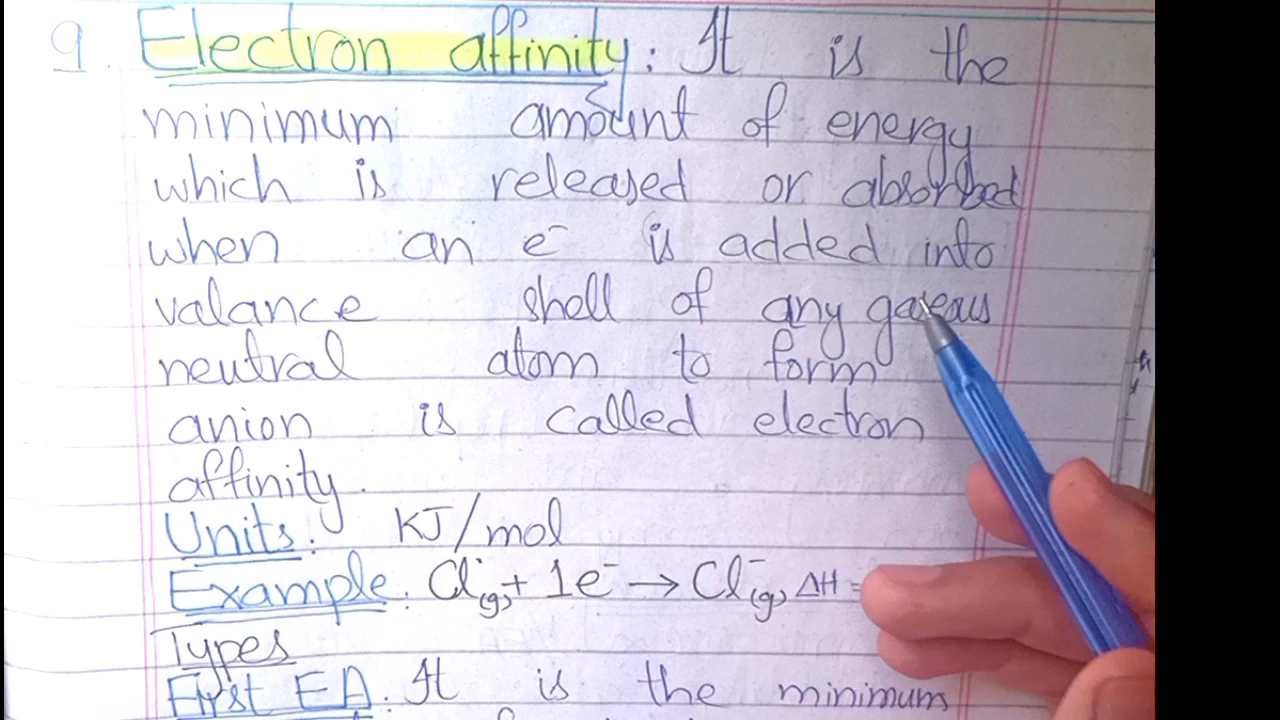 9. Electron affinity: It is the
minimum amount of energy
which is released or absorbed
when an e⁻ is added into
valance shell of any gaseous
neutral atom to form
anion is called electron
affinity.
Units: KJ/mol
Example: Cl(g) + 1e⁻ → Cl⁻(g), ΔH =
Types
First EA: It is the minimum